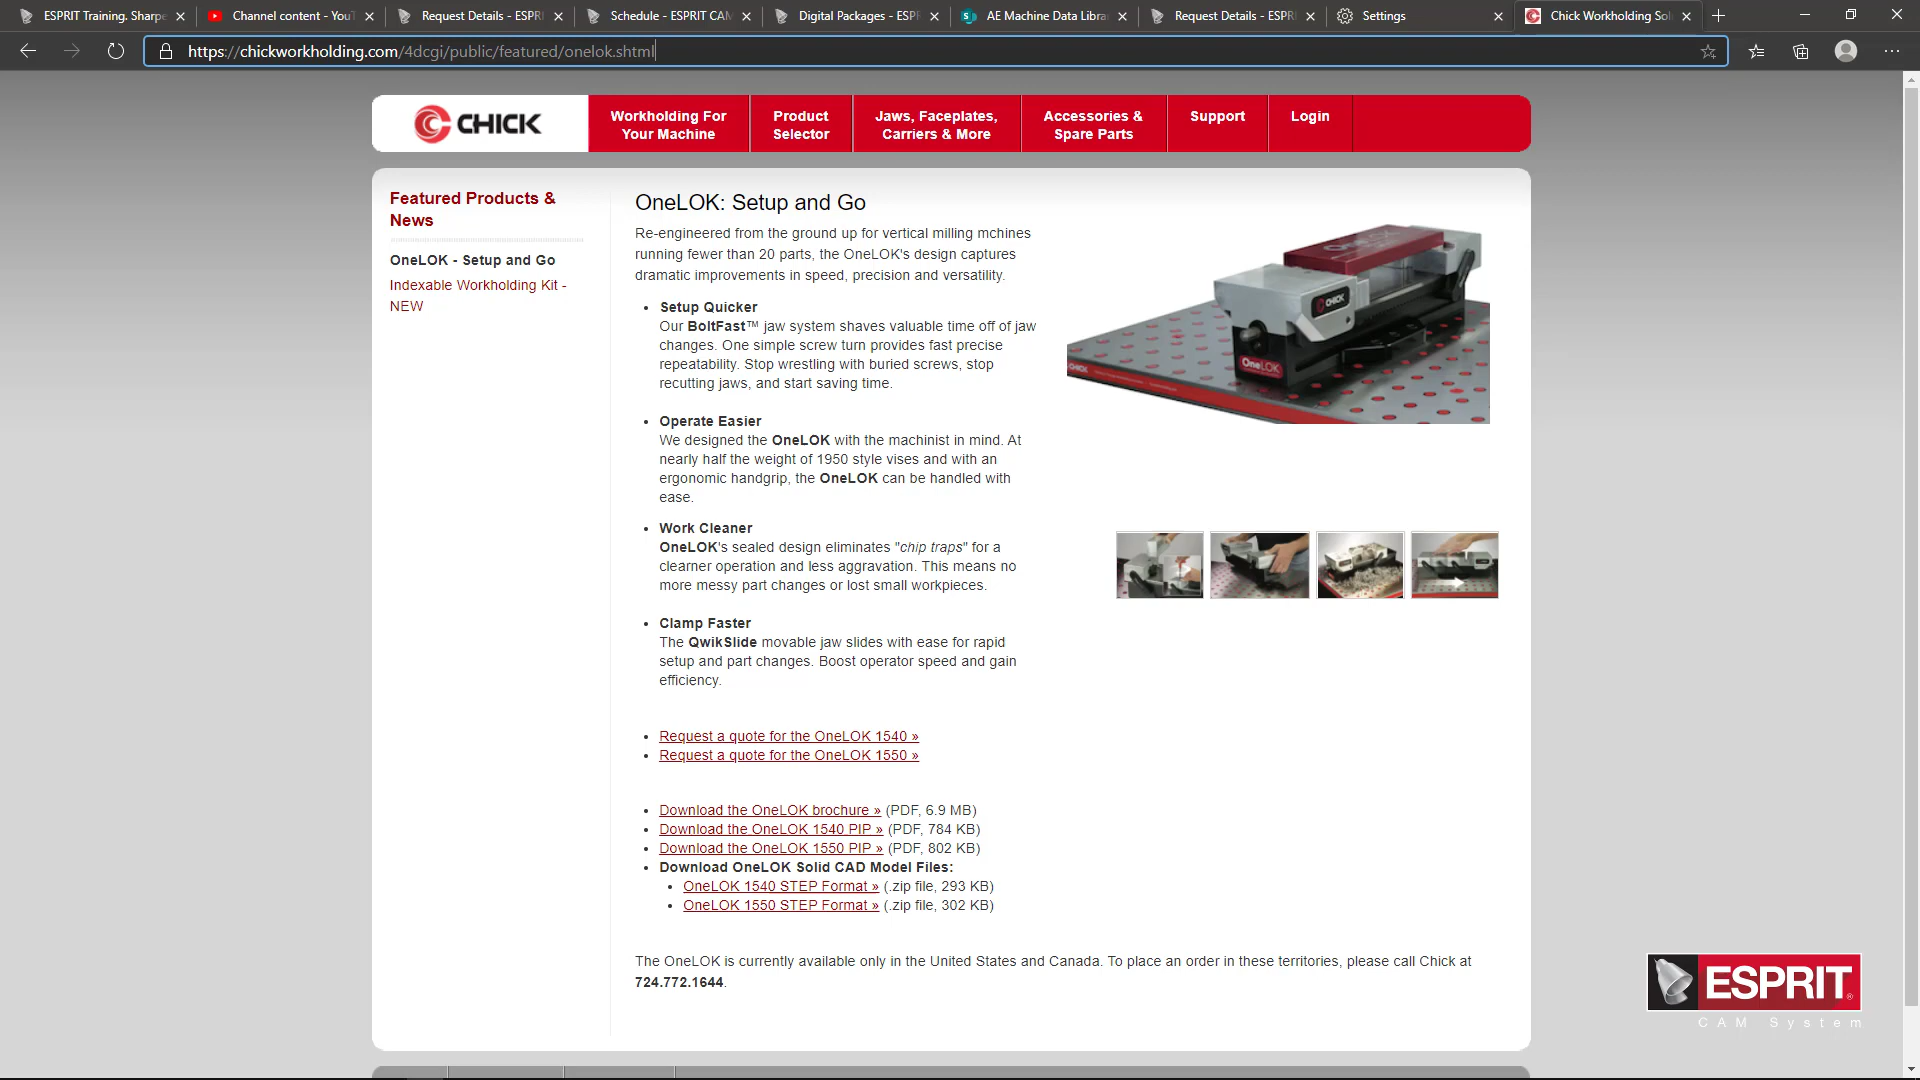 ESPRIT Training. Sharpe
Channel content - YouT
Request Details - ESPRI
Schedule - ESPRIT CAM
Digital Packages - ESPR
AE Machine Data Librar
Request Details - ESPRI
Settings
Chick Workholding Sol
https://chickworkholding.com/4dcgi/public/featured/onelok.shtml
CHICK
Workholding For
Your Machine
Product
Selector
Jaws, Faceplates,
Carriers & More
Accessories &
Spare Parts
Support
Login
Featured Products &
News
OneLOK - Setup and Go
Indexable Workholding Kit -
NEW
OneLOK: Setup and Go
Re-engineered from the ground up for vertical milling mchines
running fewer than 20 parts, the OneLOK's design captures
dramatic improvements in speed, precision and versatility.
• Setup Quicker
Our BoltFast™ jaw system shaves valuable time off of jaw
changes. One simple screw turn provides fast precise
repeatability. Stop wrestling with buried screws, stop
recutting jaws, and start saving time.
• Operate Easier
We designed the OneLOK with the machinist in mind. At
nearly half the weight of 1950 style vises and with an
ergonomic handgrip, the OneLOK can be handled with
ease.
• Work Cleaner
OneLOK's sealed design eliminates "chip traps" for a
clearner operation and less aggravation. This means no
more messy part changes or lost small workpieces.
• Clamp Faster
The QwikSlide movable jaw slides with ease for rapid
setup and part changes. Boost operator speed and gain
efficiency.
• Request a quote for the OneLOK 1540 »
• Request a quote for the OneLOK 1550 »
• Download the OneLOK brochure » (PDF, 6.9 MB)
• Download the OneLOK 1540 PIP » (PDF, 784 KB)
• Download the OneLOK 1550 PIP » (PDF, 802 KB)
• Download OneLOK Solid CAD Model Files:
• OneLOK 1540 STEP Format » (.zip file, 293 KB)
• OneLOK 1550 STEP Format » (.zip file, 302 KB)
The OneLOK is currently available only in the United States and Canada. To place an order in these territories, please call Chick at
724.772.1644.
CHICK
OneLOK
ESPRIT®
CAM System